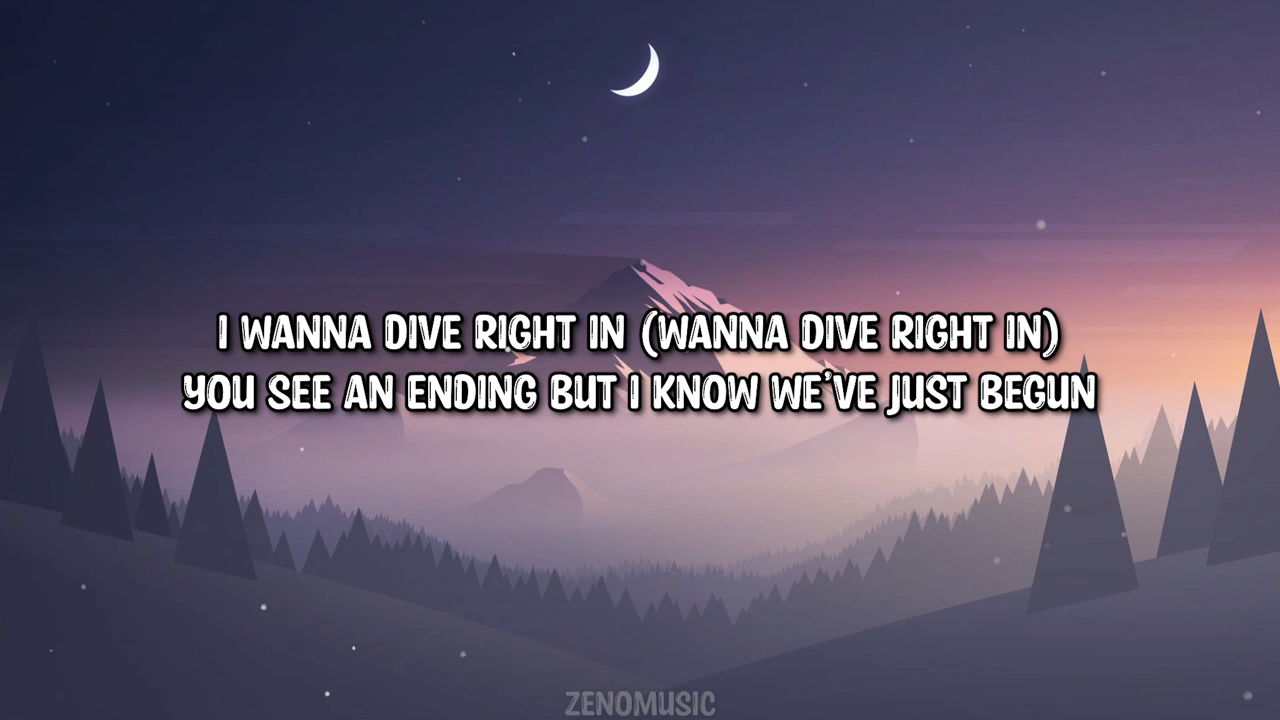 I WANNA DIVE RIGHT IN (WANNA DIVE RIGHT IN)
YOU SEE AN ENDING BUT I KNOW WE'VE JUST BEGUN
ZENOMUSIC